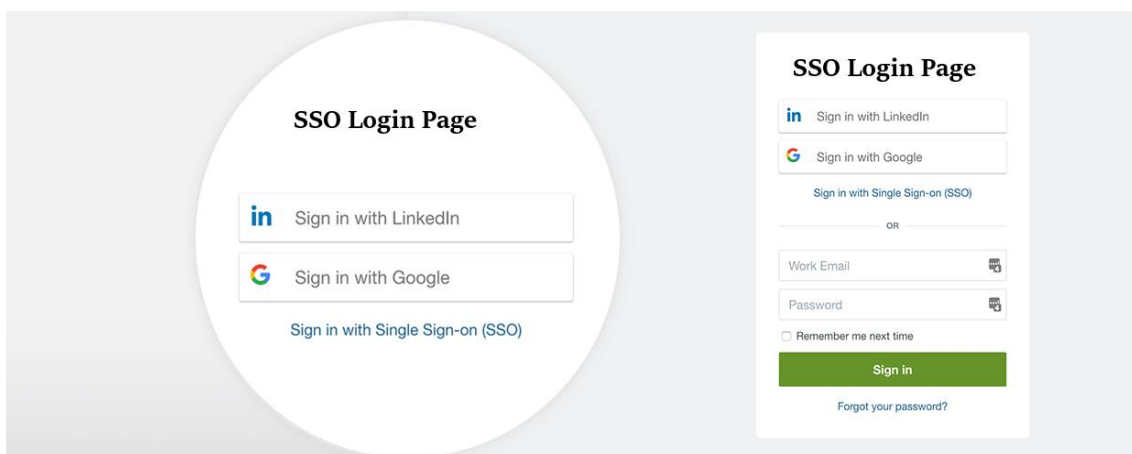 SSO Login Page
in Sign in with LinkedIn
G Sign in with Google
Sign in with Single Sign-on (SSO)
SSO Login Page
in Sign in with LinkedIn
G Sign in with Google
Sign in with Single Sign-on (SSO)
OR
Work Email
Password
Remember me next time
Sign in
Forgot your password?